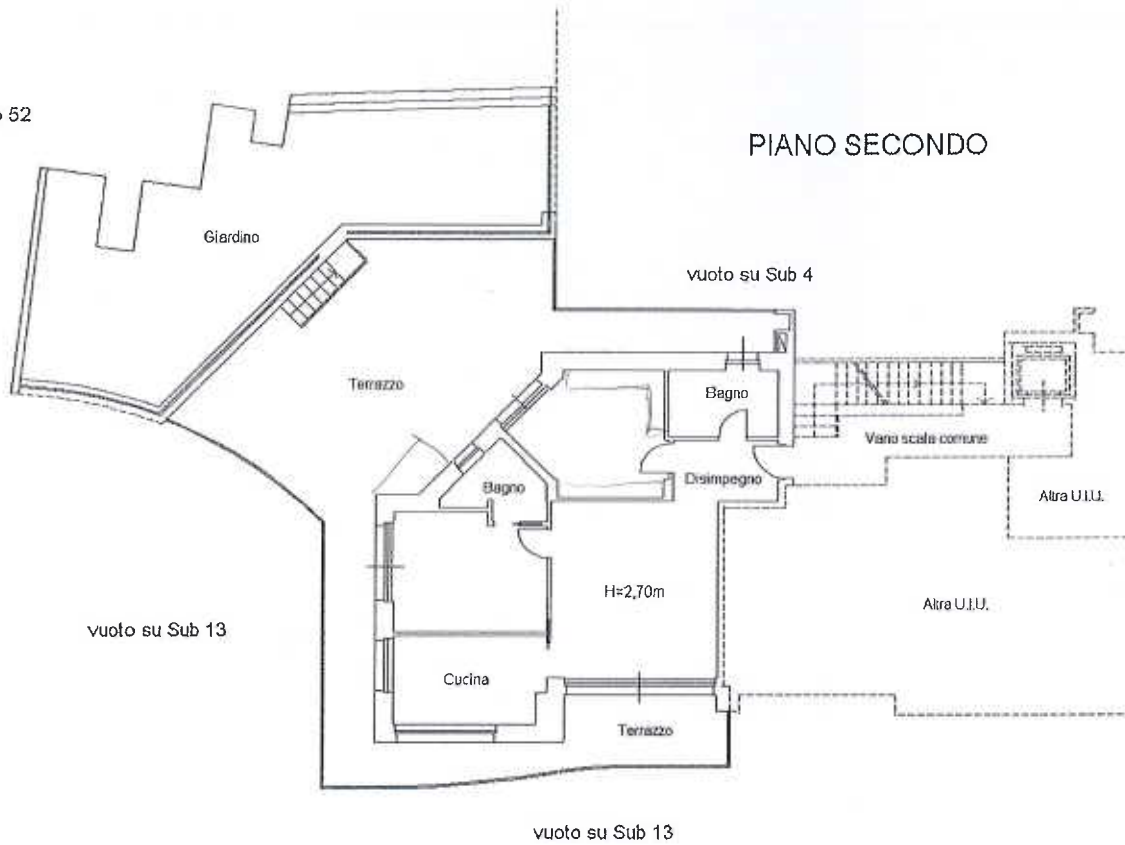 52
PIANO SECONDO
Giardino
vuoto su Sub 4
Terrazzo
Bagno
Vano scala comune
Bagno
Disimpegno
Altra U.I.U.
H=2,70m
Altra U.I.U.
vuoto su Sub 13
Cucina
Terrazzo
vuoto su Sub 13